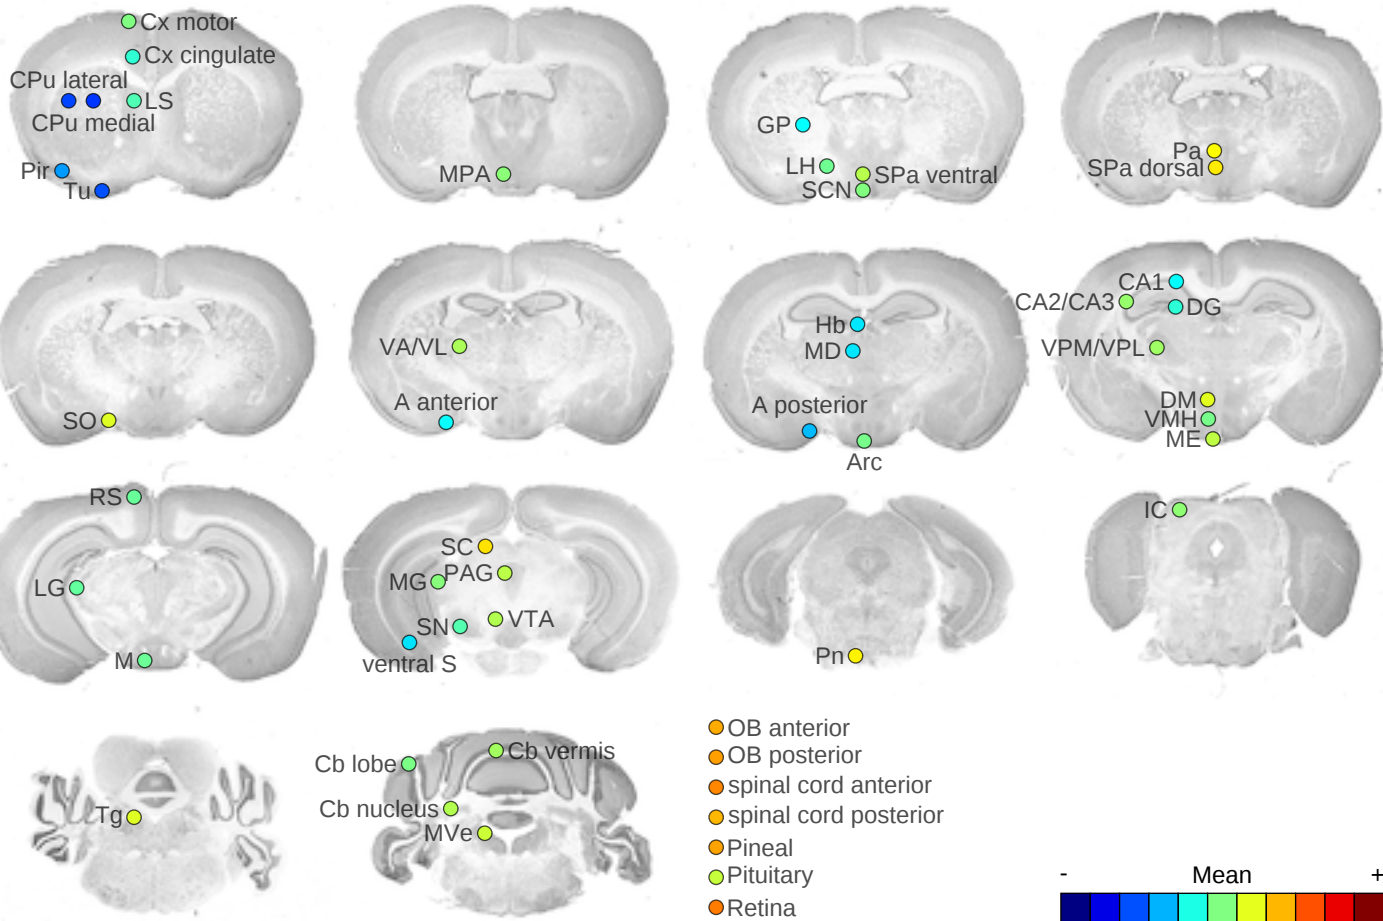 Cx motor
Cx cingulate
CPu lateral
LS
CPu medial
Pir
Tu
MPA
GP
LH
SPa ventral
SCN
Pa
SPa dorsal
SO
VA/VL
A anterior
Hb
MD
A posterior
Arc
CA1
CA2/CA3
DG
VPM/VPL
DM
VMH
ME
RS
LG
M
SC
PAG
MG
VTA
SN
ventral S
Pn
IC
Tg
Cb lobe
Cb vermis
Cb nucleus
MVe
OB anterior
OB posterior
spinal cord anterior
spinal cord posterior
Pineal
Pituitary
Retina
- Mean +